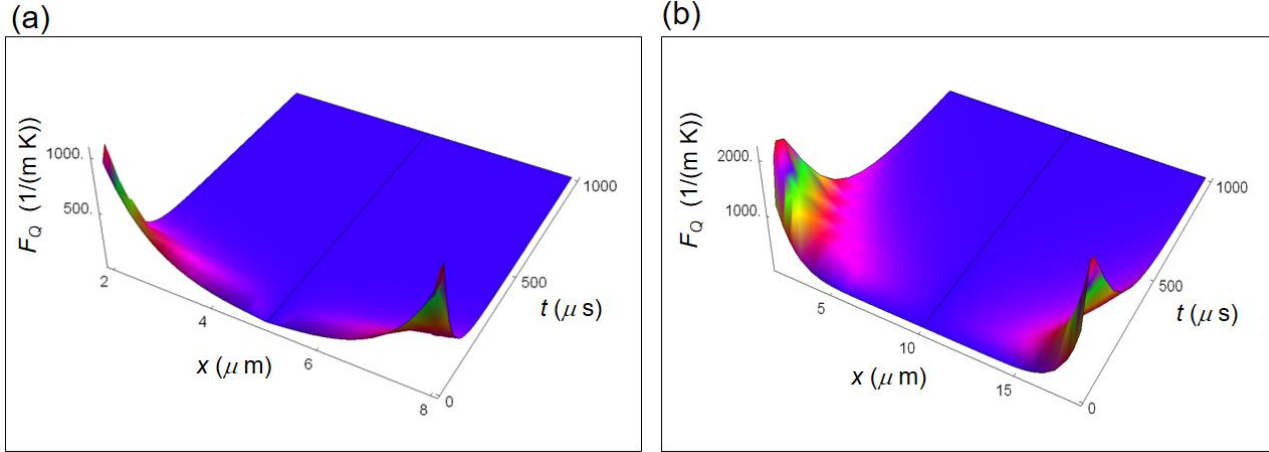 (a)
(b)
F_Q (1/(m K))
1000.
500.
2
4
6
8
x (μ m)
0
500
1000
t (μ s)
F_Q (1/(m K))
2000.
1000.
5
10
15
x (μ m)
0
500
1000
t (μ s)